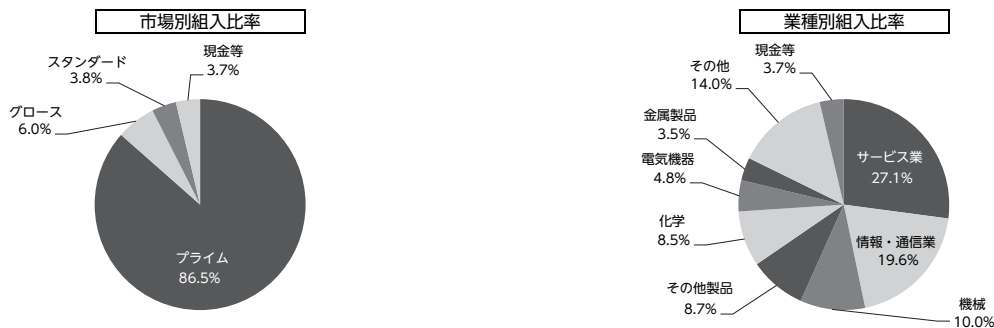 市場別組入比率
現金等
3.7%
スタンダード
3.8%
グロース
6.0%
プライム
86.5%
業種別組入比率
現金等
3.7%
その他
14.0%
金属製品
3.5%
電気機器
4.8%
化学
8.5%
その他製品
8.7%
サービス業
27.1%
情報・通信業
19.6%
機械
10.0%